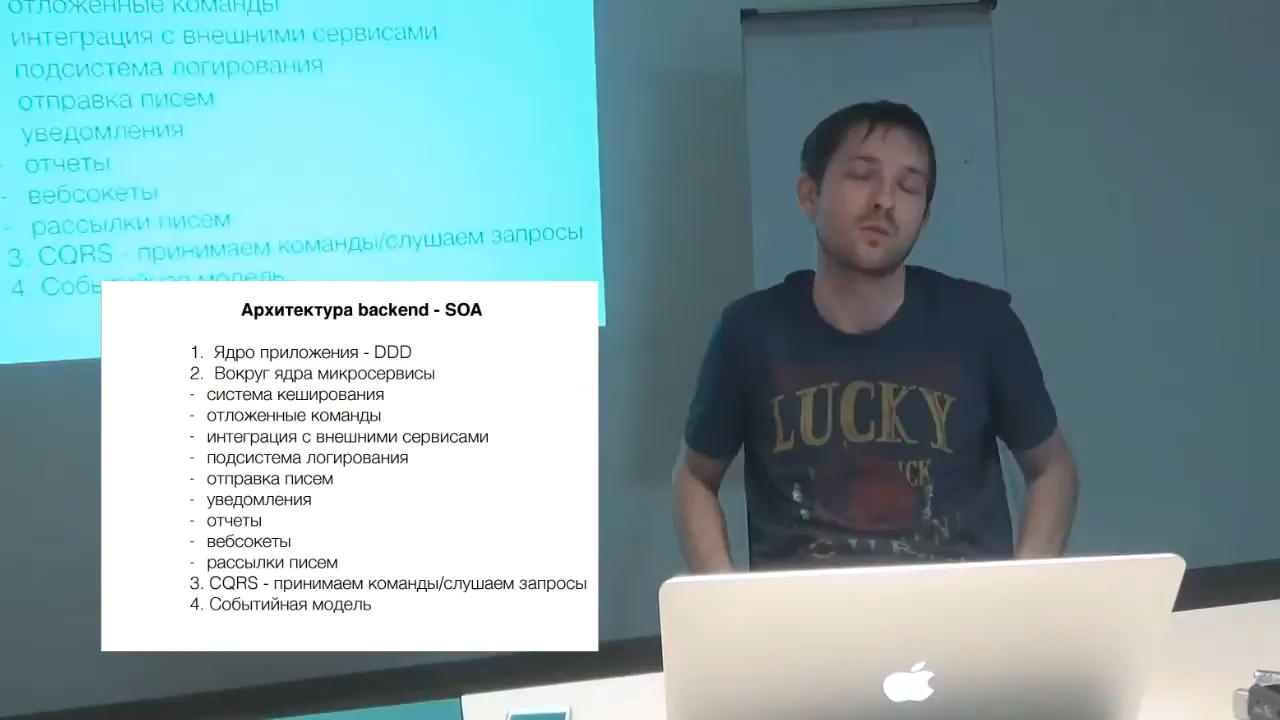 отложенные команды
интеграция с внешними сервисами
подсистема логирования
отправка писем
уведомления
- отчеты
- вебсокеты
- рассылки писем
3. CQRS - принимаем команды/слушаем запросы
4. Событийная модель
Архитектура backend - SOA
1. Ядро приложения - DDD
2. Вокруг ядра микросервисы
- система кеширования
- отложенные команды
- интеграция с внешними сервисами
- подсистема логирования
- отправка писем
- уведомления
- отчеты
- вебсокеты
- рассылки писем
3. CQRS - принимаем команды/слушаем запросы
4. Событийная модель
LUCKY